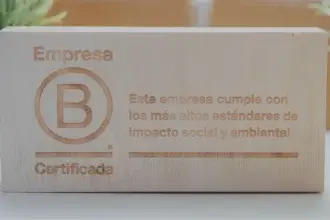 Empresa
B
Certificada
Esta empresa cumple con
los más altos estándares de
impacto social y ambiental